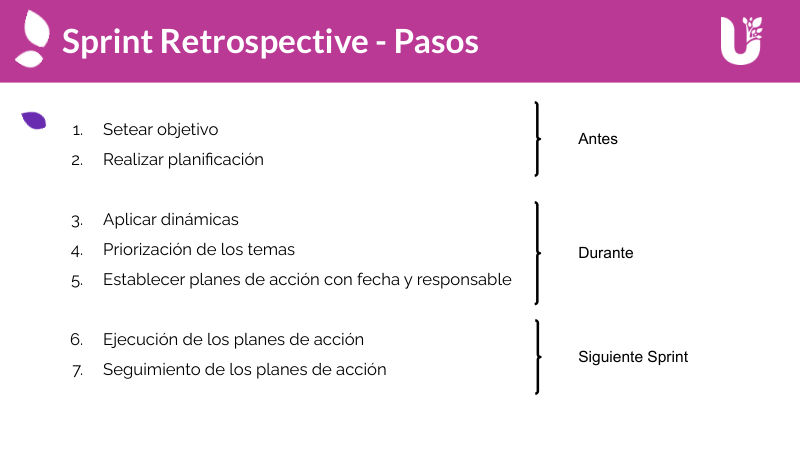 Sprint Retrospective - Pasos
1. Setear objetivo
2. Realizar planificación
Antes
3. Aplicar dinámicas
4. Priorización de los temas
5. Establecer planes de acción con fecha y responsable
Durante
6. Ejecución de los planes de acción
7. Seguimiento de los planes de acción
Siguiente Sprint